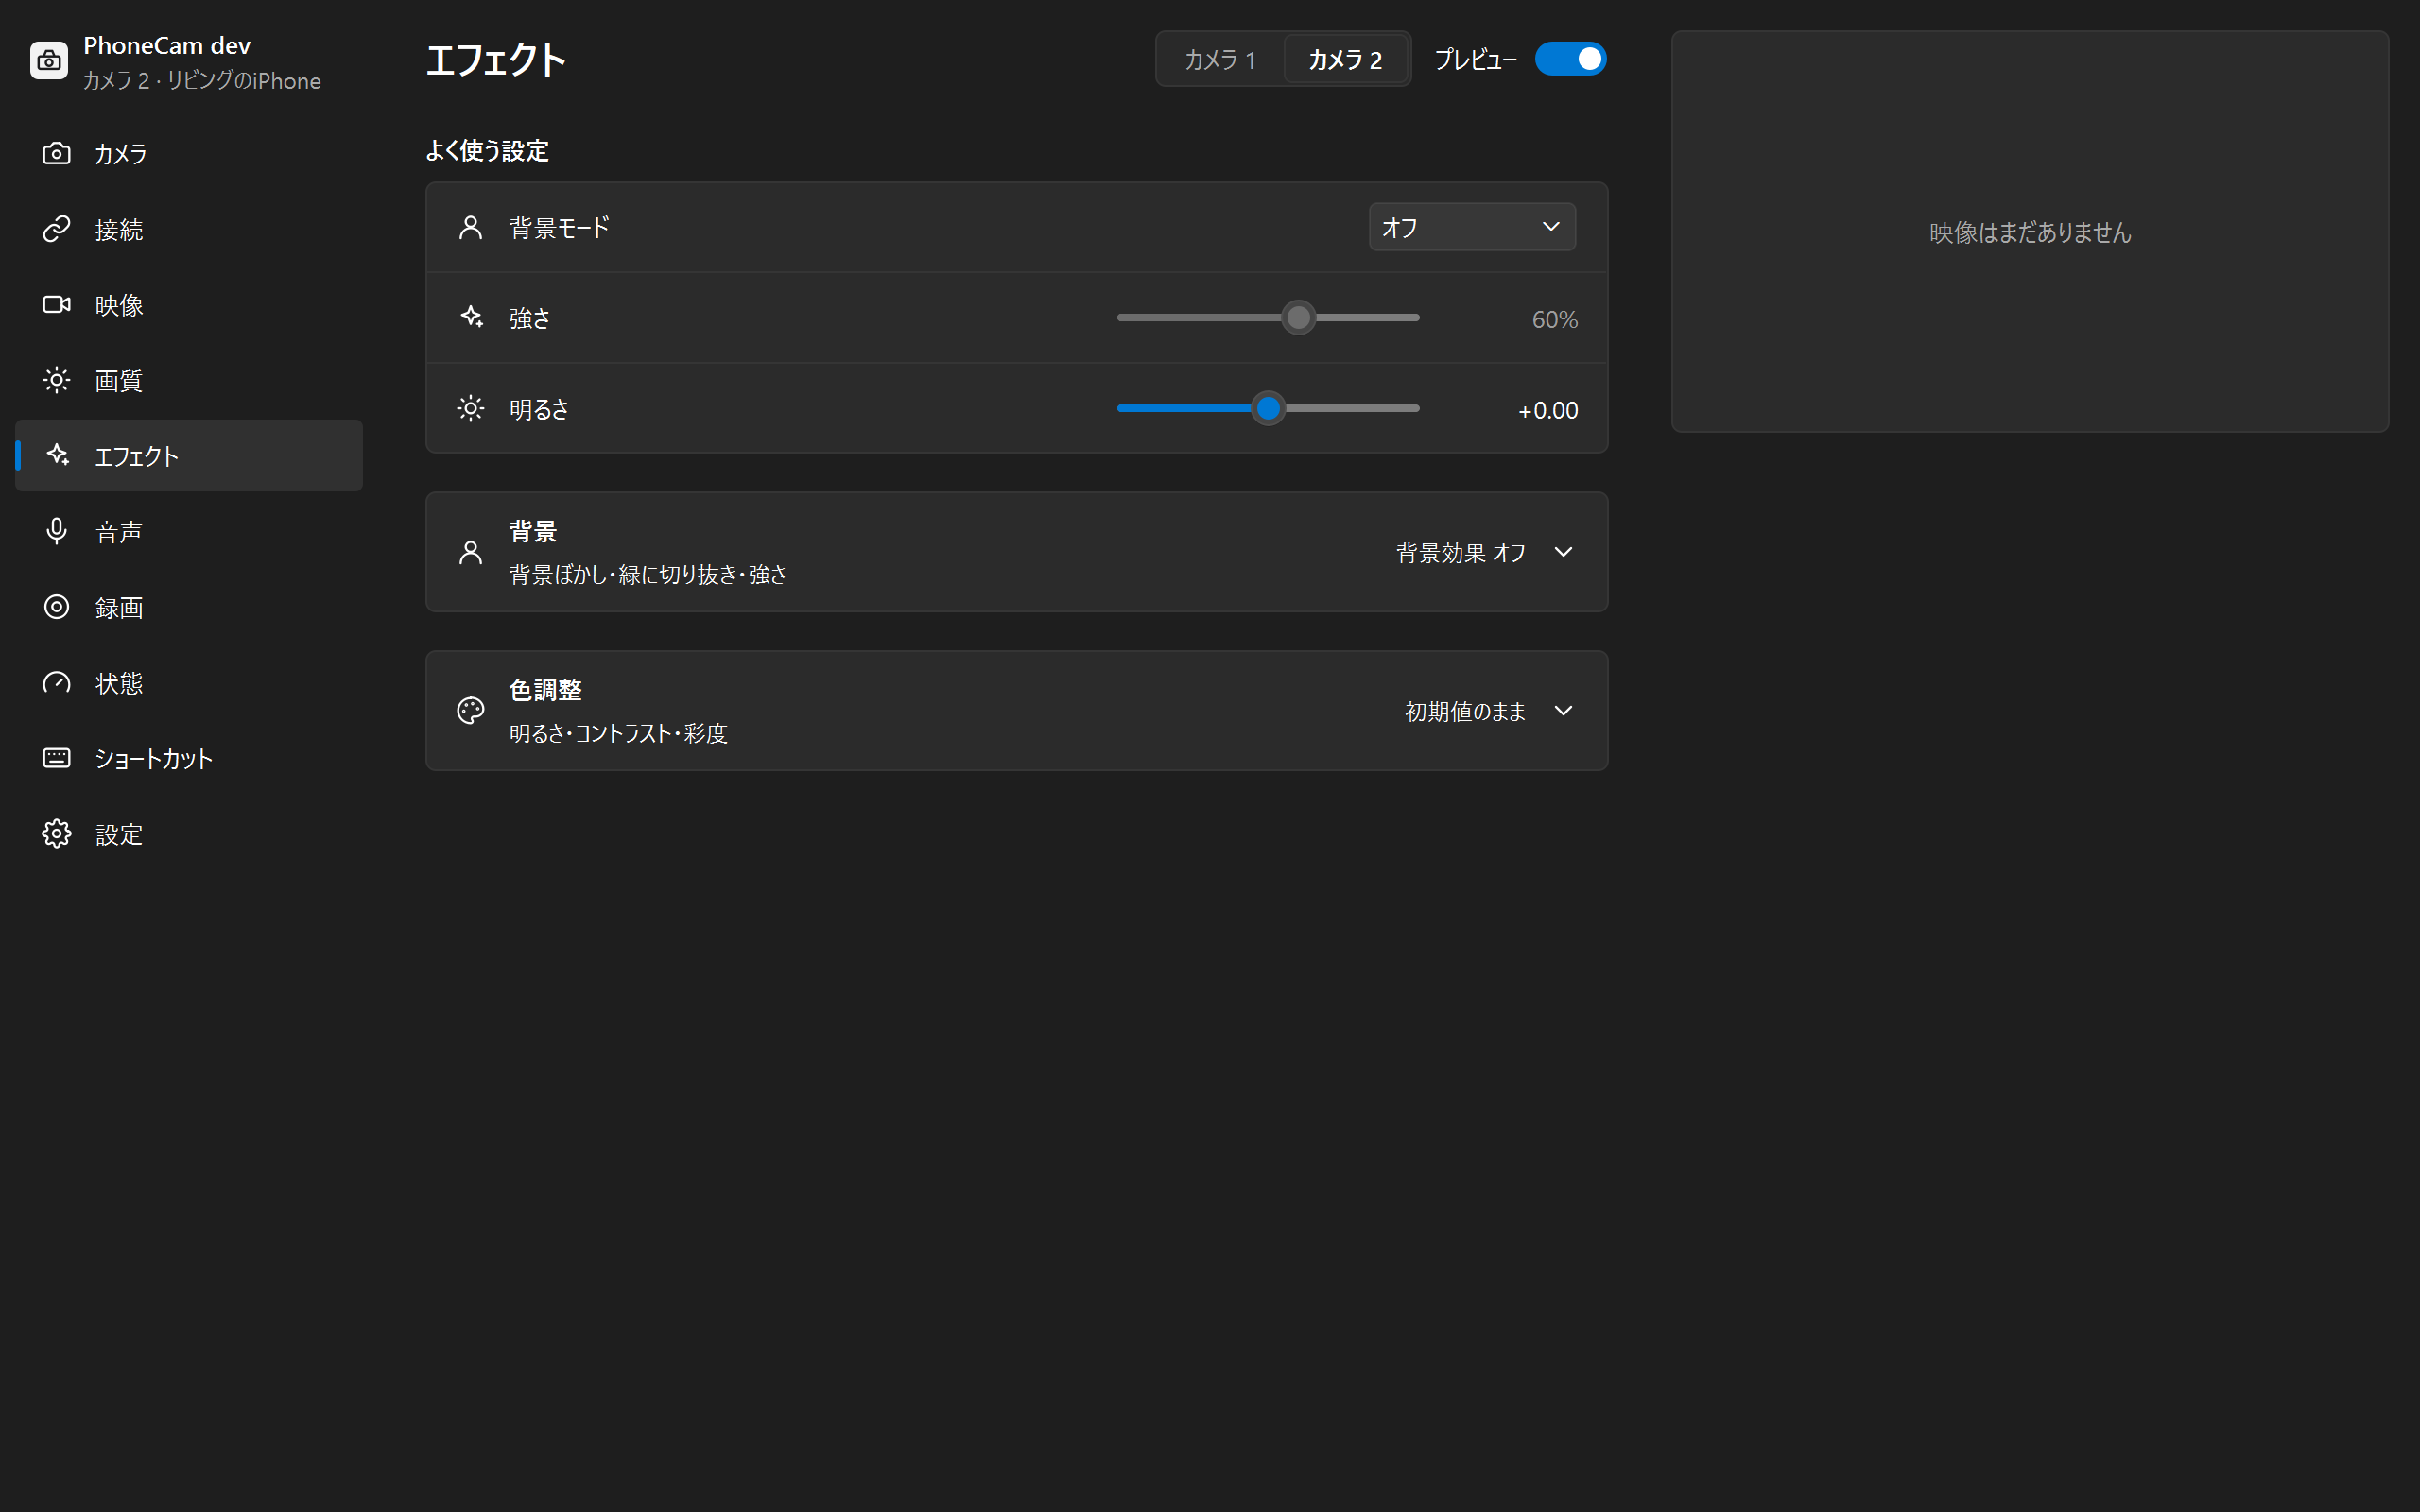 PhoneCam dev
カメラ 2 · リビングのiPhone
カメラ
接続
映像
画質
エフェクト
音声
録画
状態
ショートカット
設定
エフェクト
カメラ 1
カメラ 2
プレビュー
よく使う設定
背景モード
オフ
強さ
60%
明るさ
+0.00
背景
背景ぼかし・緑に切り抜き・強さ
背景効果 オフ
色調整
明るさ・コントラスト・彩度
初期値のまま
映像はまだありません